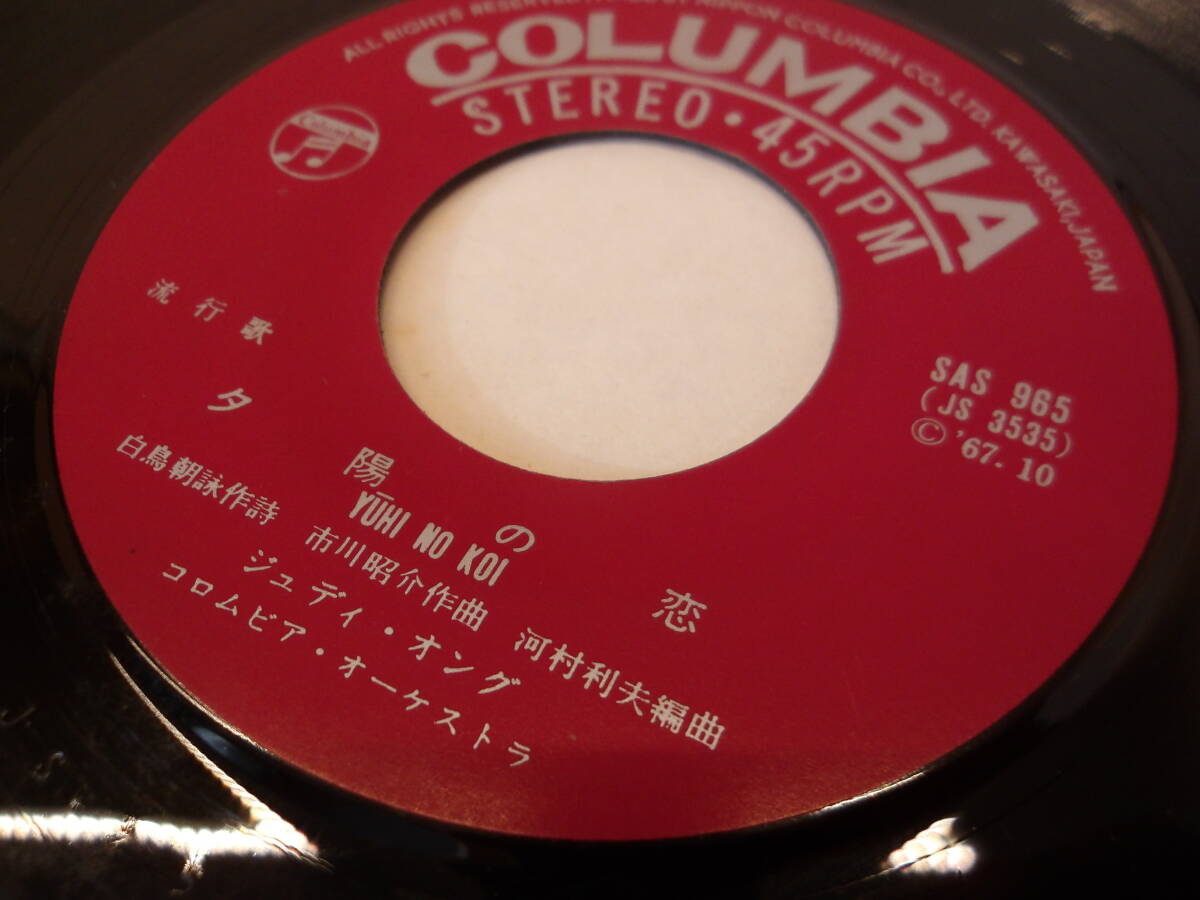 ALL RIGHTS RESERVED BY NIPPON COLUMBIA CO., LTD. KAWASAKI, JAPAN
COLUMBIA
STEREO・45RPM
Columbia
SAS 965
(JS 3535)
© '67. 10
流行歌
夕陽の恋
YŪHI NO KOI
白鳥朝詠作詩 市川昭介作曲 河村利夫編曲
ジュディ・オング
コロムビア・オーケストラ